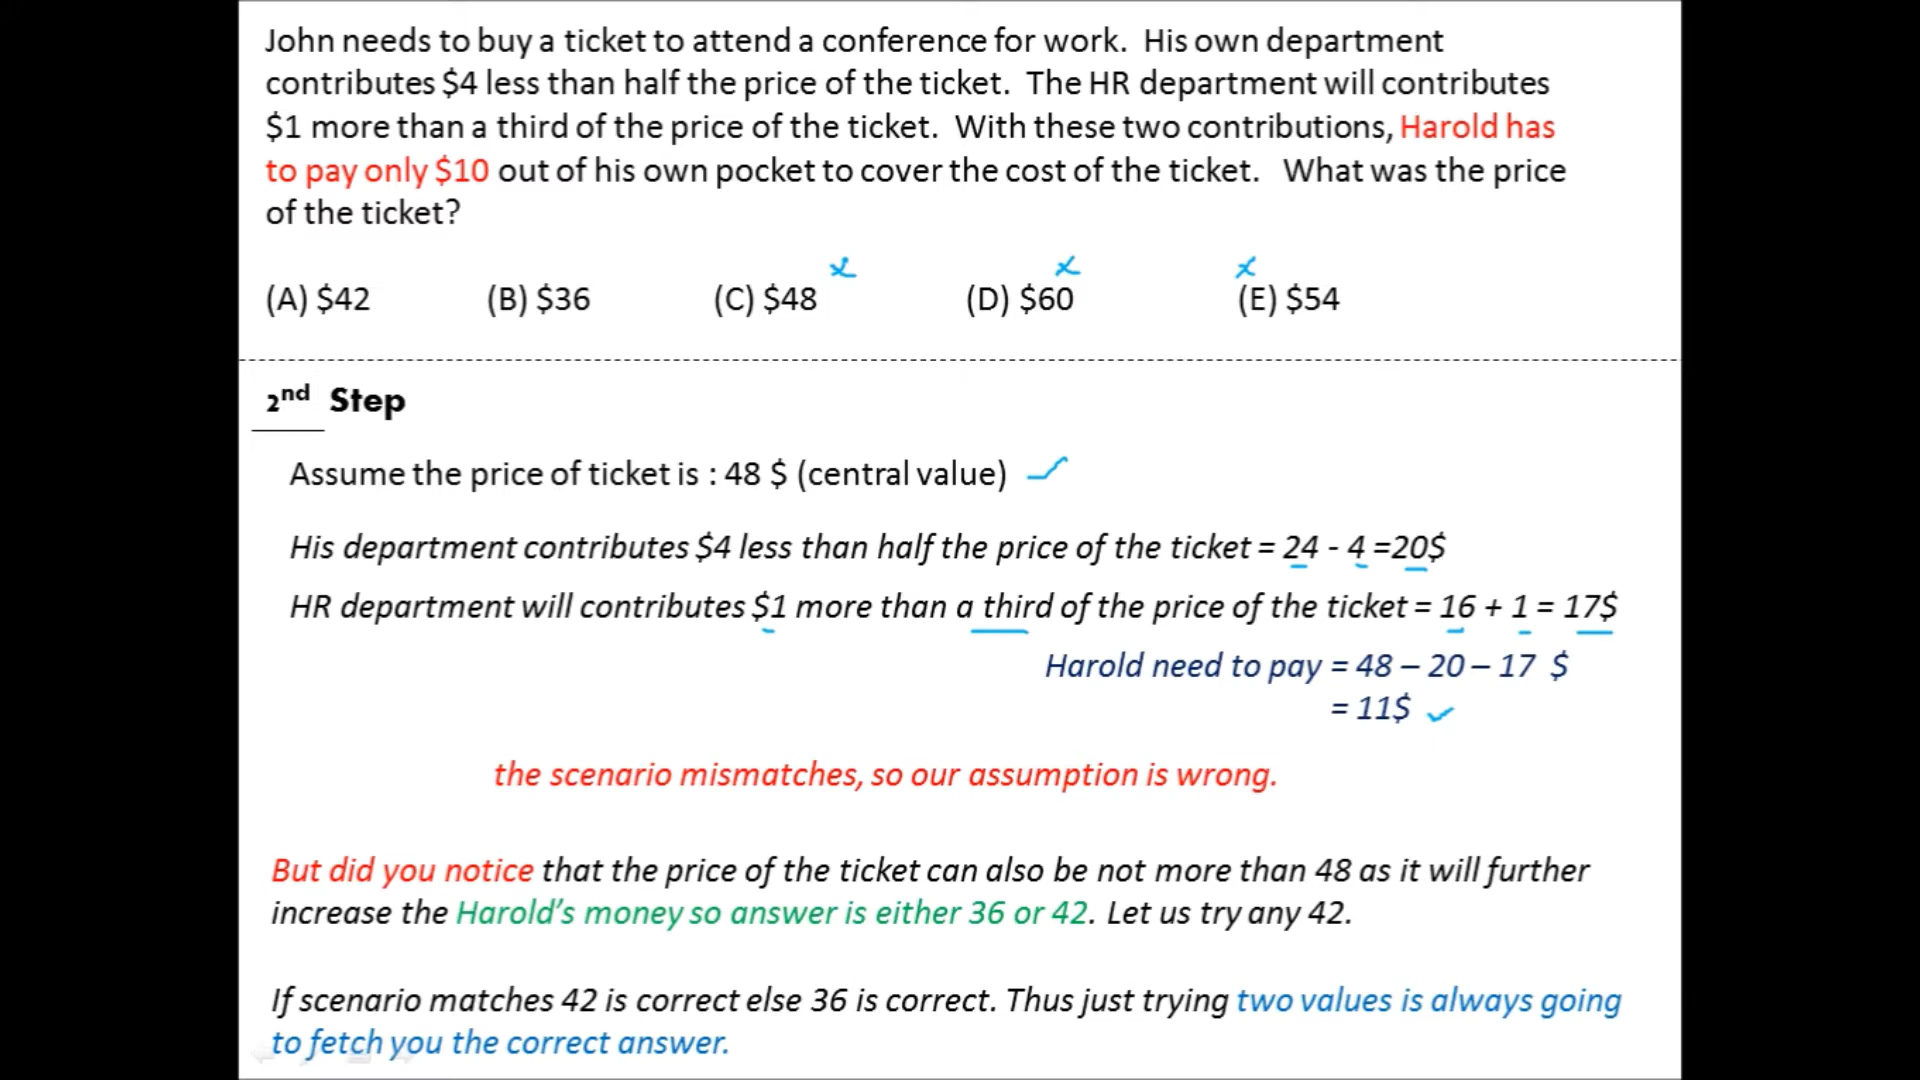 John needs to buy a ticket to attend a conference for work. His own department
contributes $4 less than half the price of the ticket. The HR department will contributes
$1 more than a third of the price of the ticket. With these two contributions, Harold has
to pay only $10 out of his own pocket to cover the cost of the ticket. What was the price
of the ticket?
(A) $42 (B) $36 (C) $48 (D) $60 (E) $54
2nd Step
Assume the price of ticket is : 48 $ (central value)
His department contributes $4 less than half the price of the ticket = 24 - 4 =20$
HR department will contributes $1 more than a third of the price of the ticket = 16 + 1 = 17$
Harold need to pay = 48 – 20 – 17 $
= 11$
the scenario mismatches, so our assumption is wrong.
But did you notice that the price of the ticket can also be not more than 48 as it will further
increase the Harold’s money so answer is either 36 or 42. Let us try any 42.
If scenario matches 42 is correct else 36 is correct. Thus just trying two values is always going
to fetch you the correct answer.